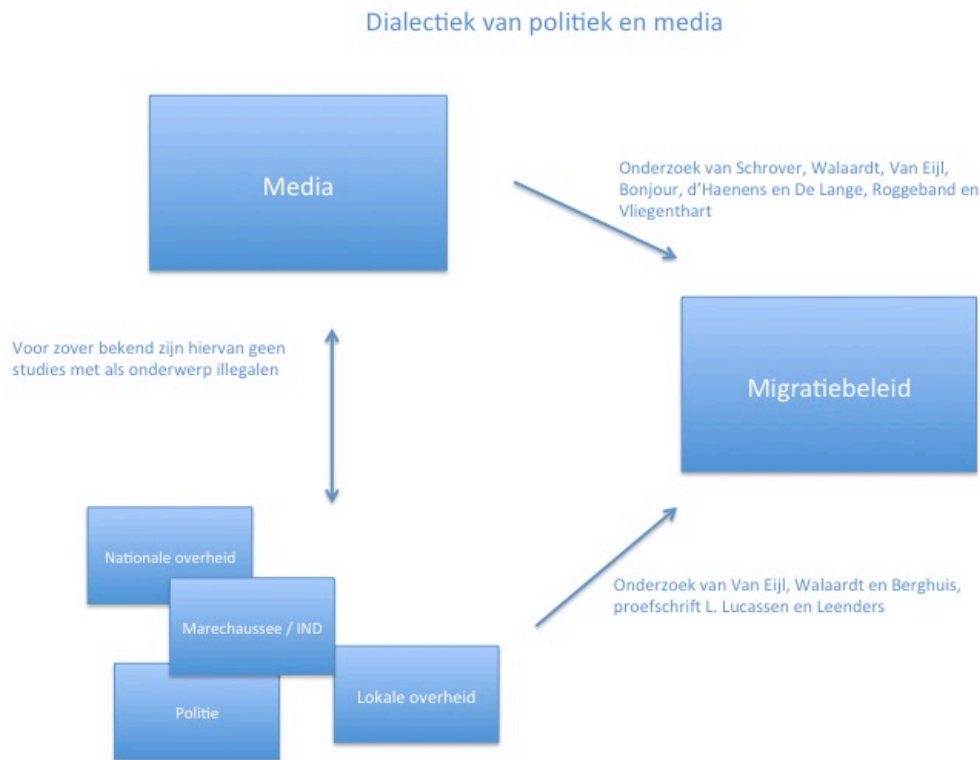 Dialectiek van politiek en media
Media
Onderzoek van Schrover, Walaardt, Van Eijl,
Bonjour, d'Haenens en De Lange, Roggeband en
Vliegenthart
Voor zover bekend zijn hiervan geen
studies met als onderwerp illegalen
Migratiebeleid
Nationale overheid
Marechaussee / IND
Politie
Lokale overheid
Onderzoek van Van Eijl, Walaardt en Berghuis,
proefschrift L. Lucassen en Leenders